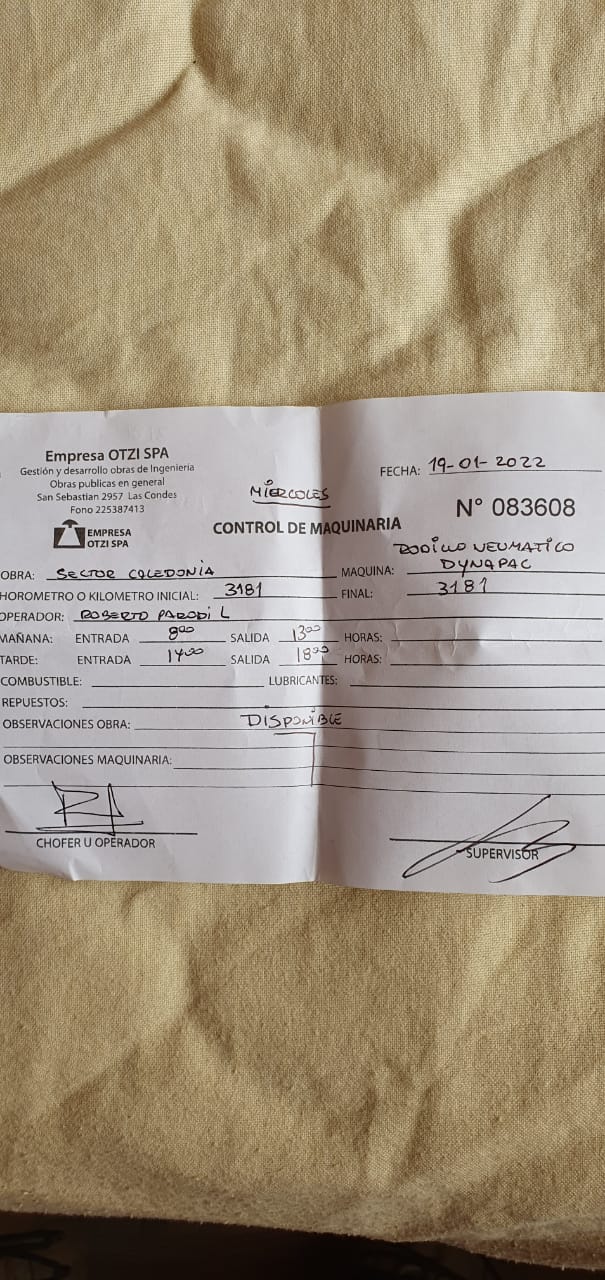 Empresa OTZI SPA
Gestión y desarrollo obras de Ingenieria
Obras publicas en general
San Sebastian 2957 Las Condes
Fono 225387413
EMPRESA
OTZI SPA
MIERCOLES
FECHA: 19-01-2022
N° 083608
CONTROL DE MAQUINARIA
OBRA: SECTOR CALEDONIA MAQUINA: RODILLO NEUMATICO DYNAPAC
HOROMETRO O KILOMETRO INICIAL: 3181 FINAL: 3181
OPERADOR: ROBERTO PARODI L
MAÑANA: ENTRADA 8:00 SALIDA 13:00 HORAS:
TARDE: ENTRADA 14:00 SALIDA 18:00 HORAS:
COMBUSTIBLE: LUBRICANTES:
REPUESTOS:
OBSERVACIONES OBRA: DISPONIBLE
OBSERVACIONES MAQUINARIA:
CHOFER U OPERADOR
SUPERVISOR